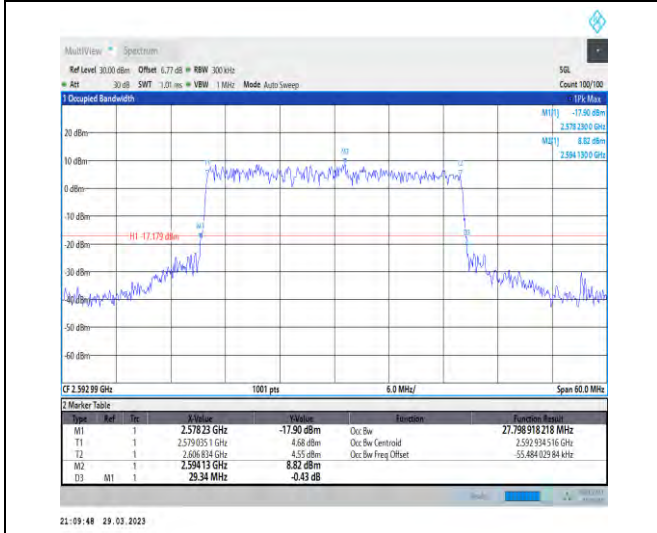 MultiView Spectrum
Ref Level 30.00 dBm Offset 6.77 dB RBW 300 kHz SGL
Att 30 dB SWT 1.01 ms VBW 1 MHz Mode Auto Sweep Count 100/100
1 Occupied Bandwidth 1Pk Max
M1[1] -17.90 dBm
2.578 230 0 GHz
M2[1] 8.82 dBm
2.594 130 0 GHz
20 dBm
10 dBm
0 dBm
-10 dBm
H1 -17.179 dBm
-20 dBm
-30 dBm
-40 dBm
-50 dBm
-60 dBm
CF 2.592 99 GHz 1001 pts 6.0 MHz/ Span 60.0 MHz
2 Marker Table
Type Ref Trc X-Value Y-Value Function Function Result
M1 1 2.578 23 GHz -17.90 dBm Occ Bw 27.798 918 218 MHz
T1 1 2.579 035 1 GHz 4.68 dBm Occ Bw Centroid 2.592 934 516 GHz
T2 1 2.606 834 GHz 4.55 dBm Occ Bw Freq Offset -55.484 029 84 kHz
M2 1 2.594 13 GHz 8.82 dBm
D3 M1 1 29.34 MHz -0.43 dB
21:09:48 29.03.2023